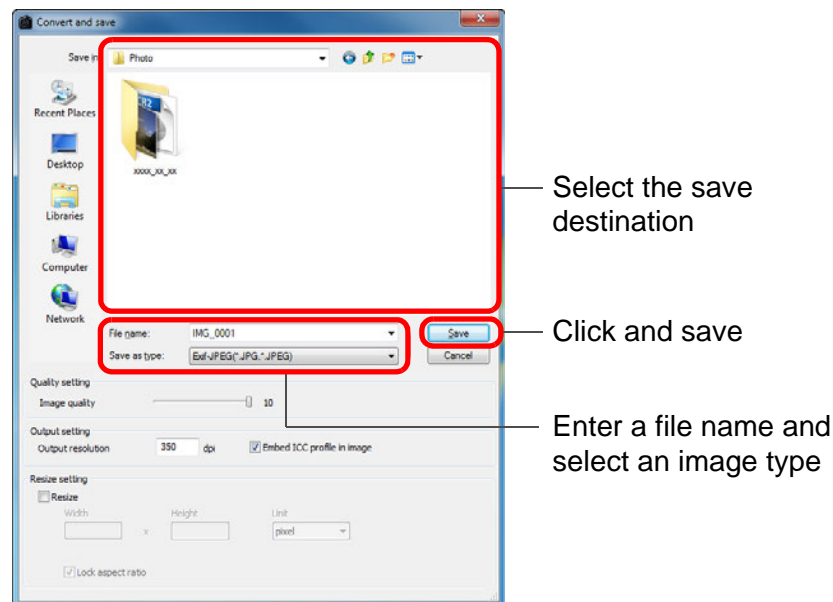 Convert and save
Save in
Photo
CR2
Recent Places
xxxx_xx_xx
Desktop
Libraries
Computer
Network
Select the save
destination
File name: IMG_0001 Save
Save as type: Exif-JPEG(*.JPG,*.JPEG) Cancel
Click and save
Quality setting
Image quality 10
Output setting
Output resolution 350 dpi Embed ICC profile in image
Enter a file name and
select an image type
Resize setting
Resize
Width Height Unit
x pixel
Lock aspect ratio